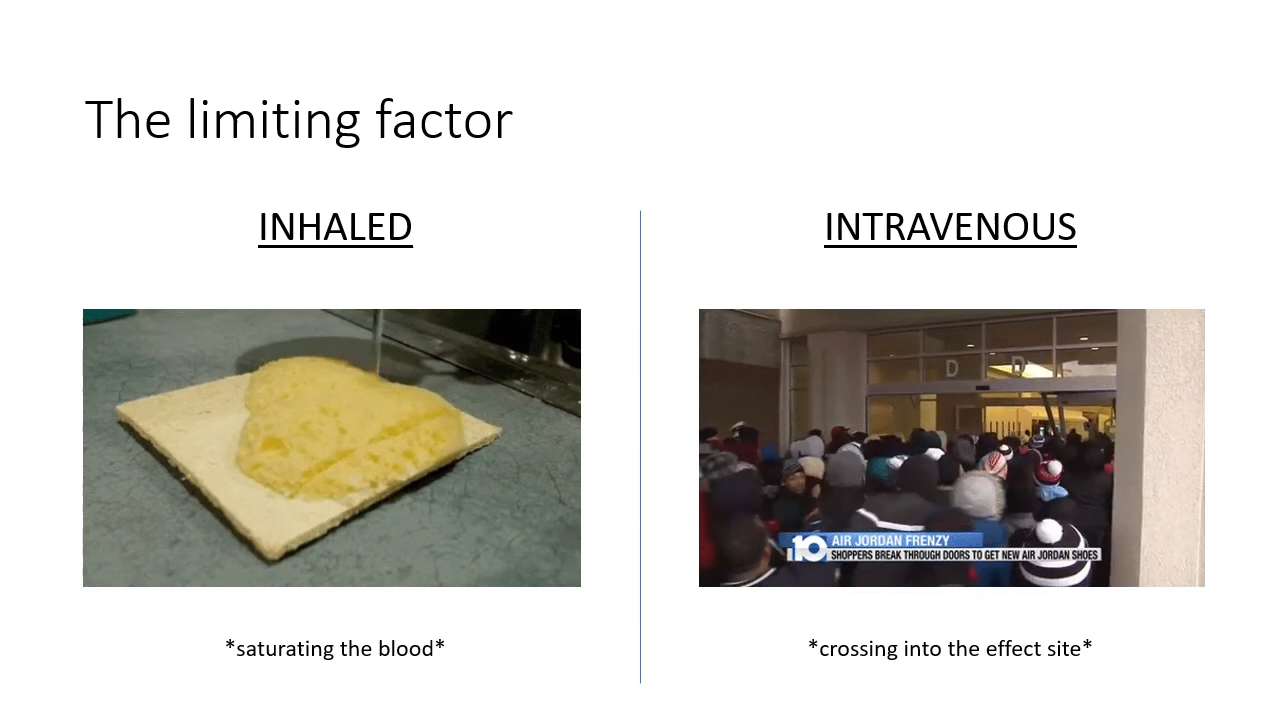 The limiting factor
INHALED
INTRAVENOUS
D D
10
AIR JORDAN FRENZY
SHOPPERS BREAK THROUGH DOORS TO GET NEW AIR JORDAN SHOES
*saturating the blood*
*crossing into the effect site*